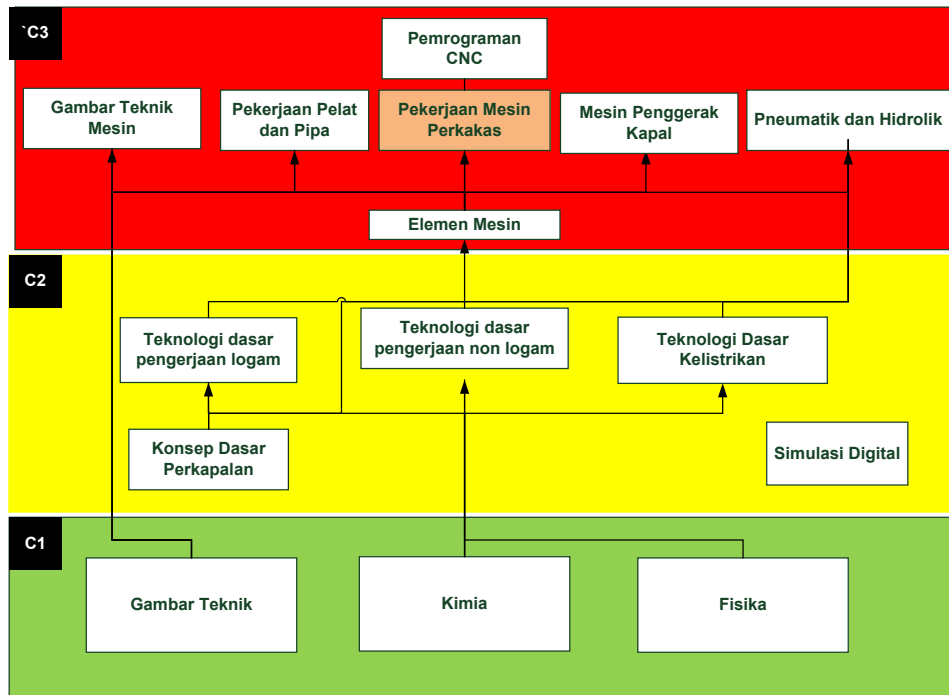 `C3
Pemrograman
CNC
Gambar Teknik
Mesin
Pekerjaan Pelat
dan Pipa
Pekerjaan Mesin
Perkakas
Mesin Penggerak
Kapal
Pneumatik dan Hidrolik
Elemen Mesin
C2
Teknologi dasar
pengerjaan logam
Teknologi dasar
pengerjaan non logam
Teknologi Dasar
Kelistrikan
Konsep Dasar
Perkapalan
Simulasi Digital
C1
Gambar Teknik
Kimia
Fisika